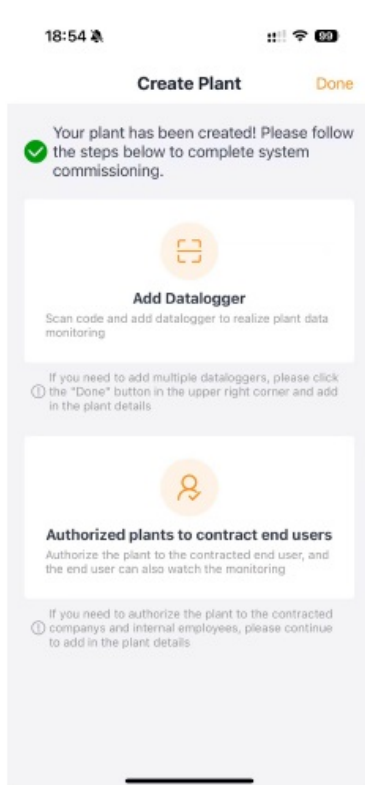 18:54
99
Create Plant
Done
Your plant has been created! Please follow
the steps below to complete system
commissioning.
Add Datalogger
Scan code and add datalogger to realize plant data
monitoring
If you need to add multiple dataloggers, please click
the "Done" button in the upper right corner and add
in the plant details
Authorized plants to contract end users
Authorize the plant to the contracted end user, and
the end user can also watch the monitoring
If you need to authorize the plant to the contracted
companys and internal employees, please continue
to add in the plant details